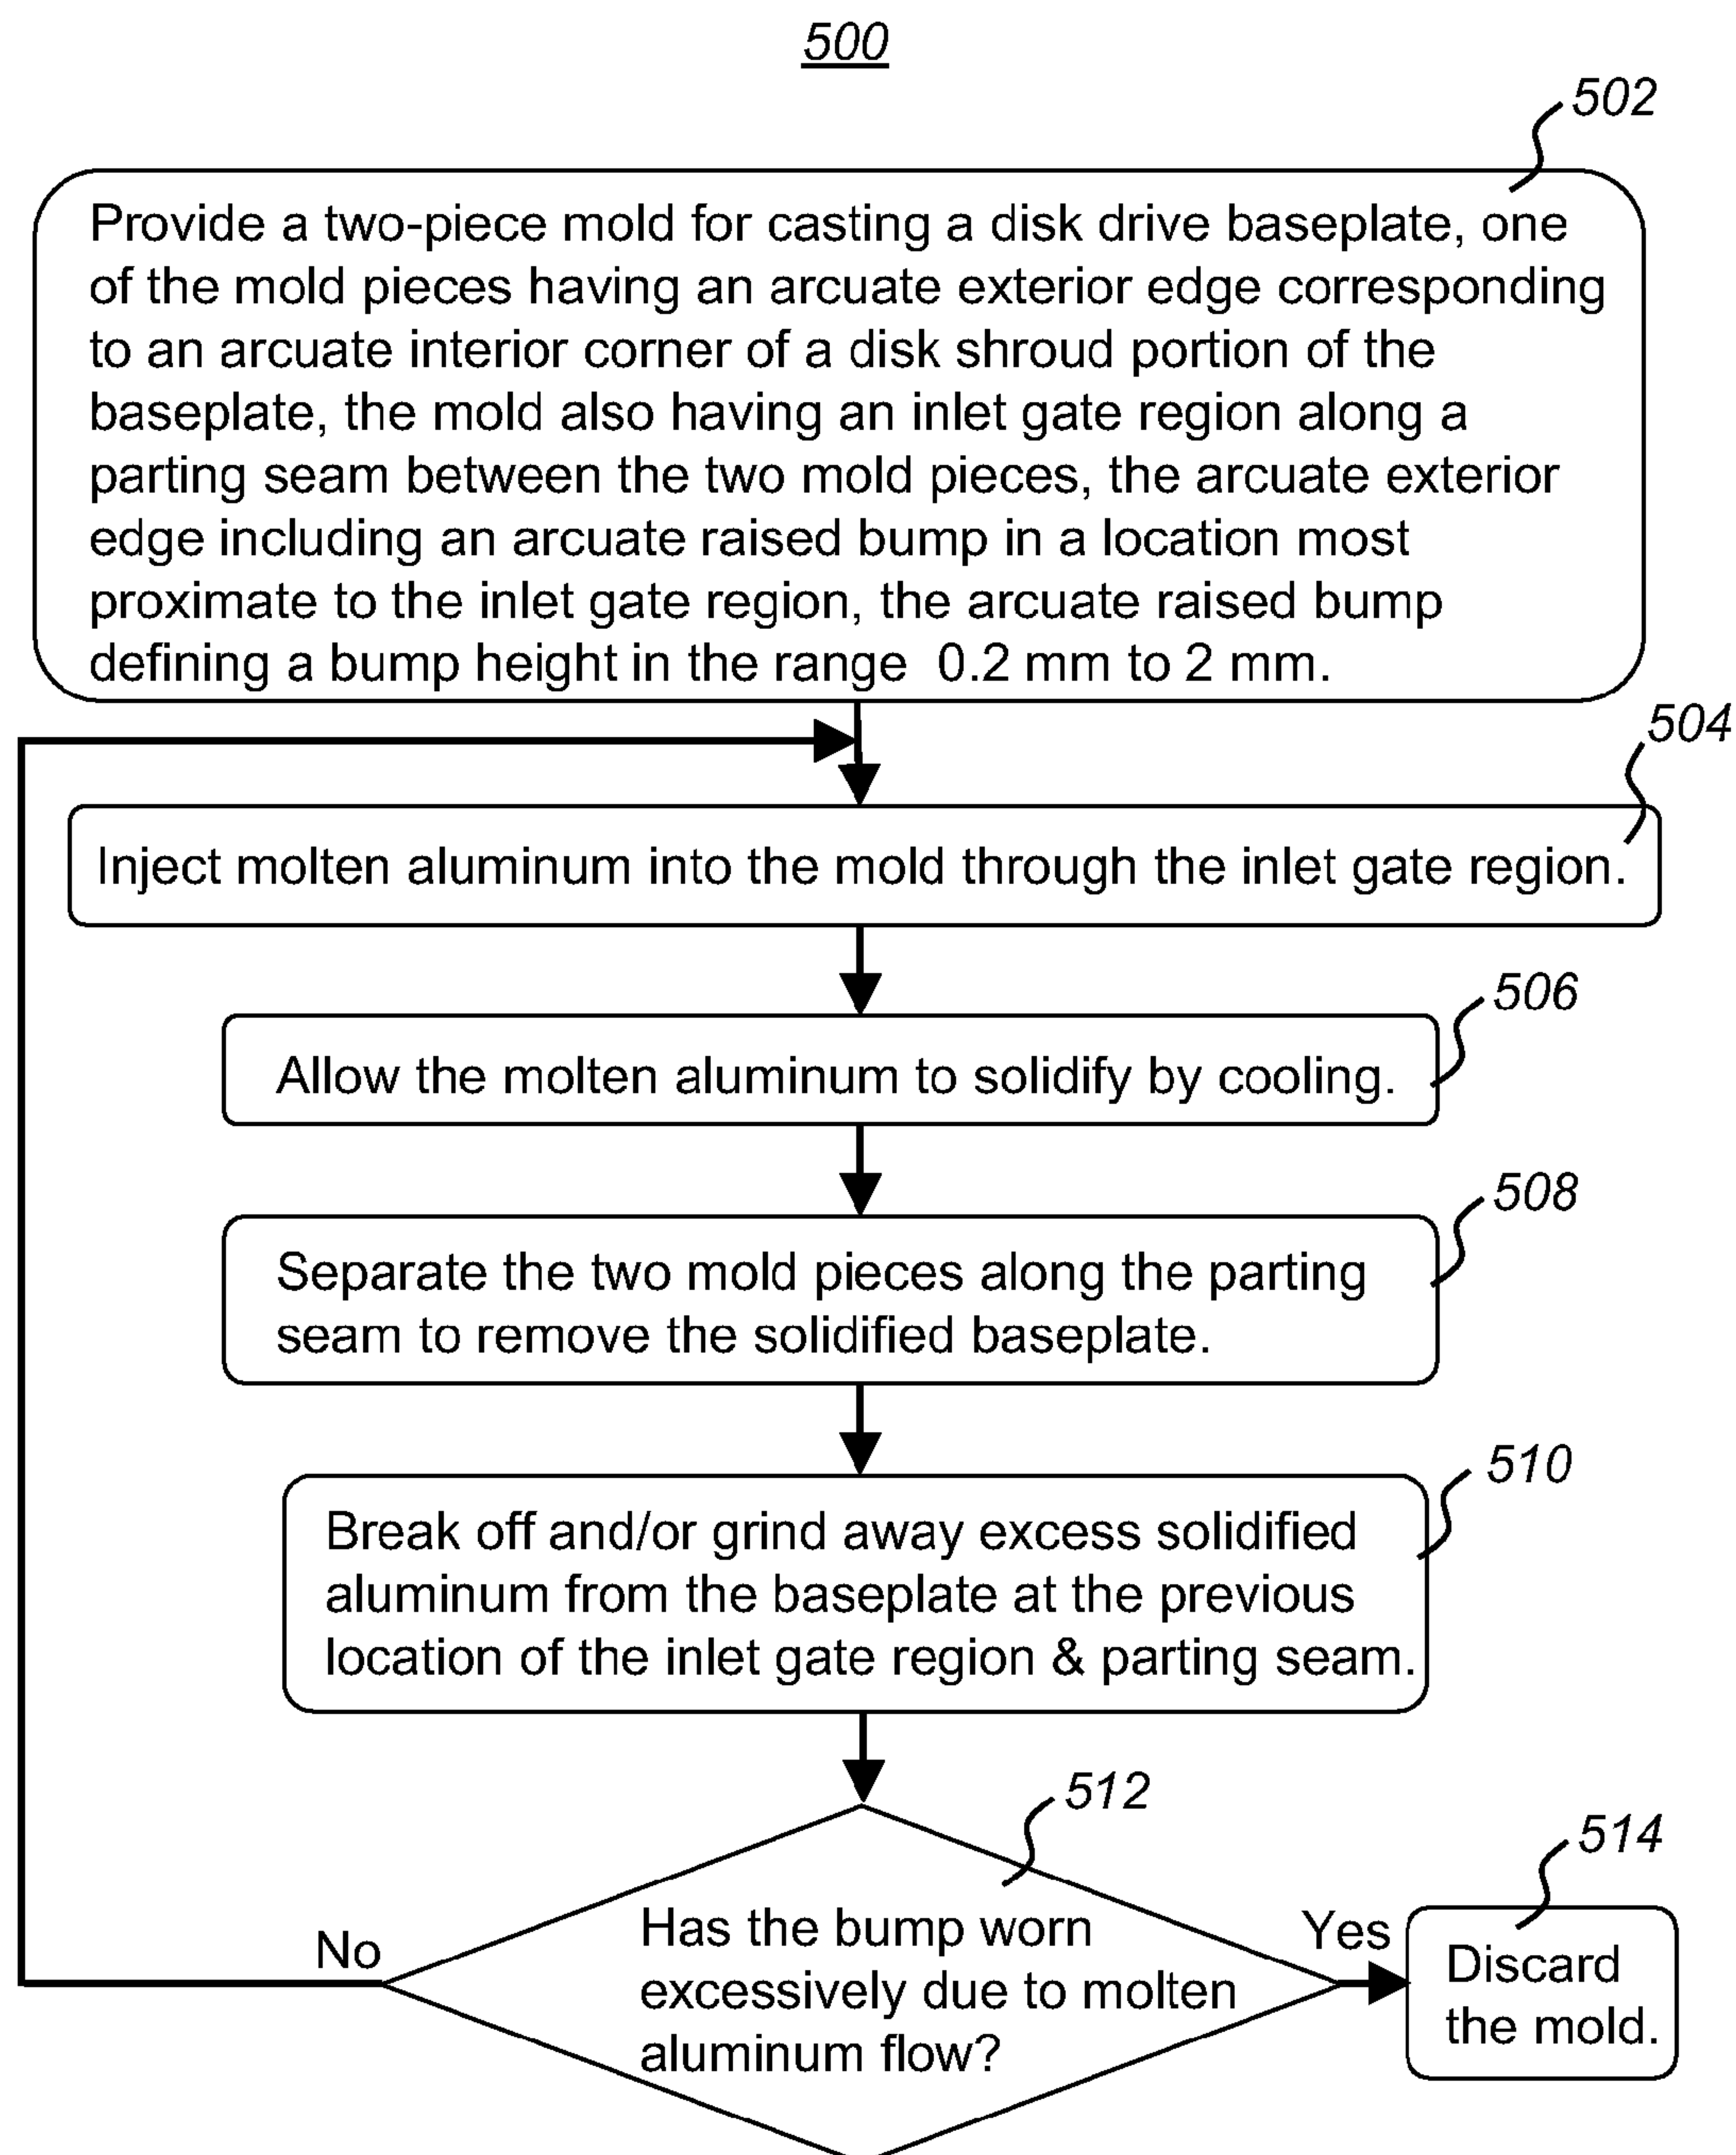 500
502
Provide a two-piece mold for casting a disk drive baseplate, one
of the mold pieces having an arcuate exterior edge corresponding
to an arcuate interior corner of a disk shroud portion of the
baseplate, the mold also having an inlet gate region along a
parting seam between the two mold pieces, the arcuate exterior
edge including an arcuate raised bump in a location most
proximate to the inlet gate region, the arcuate raised bump
defining a bump height in the range 0.2 mm to 2 mm.
504
Inject molten aluminum into the mold through the inlet gate region.
506
Allow the molten aluminum to solidify by cooling.
508
Separate the two mold pieces along the parting
seam to remove the solidified baseplate.
510
Break off and/or grind away excess solidified
aluminum from the baseplate at the previous
location of the inlet gate region & parting seam.
512
514
No
Has the bump worn
excessively due to molten
aluminum flow?
Yes
Discard
the mold.